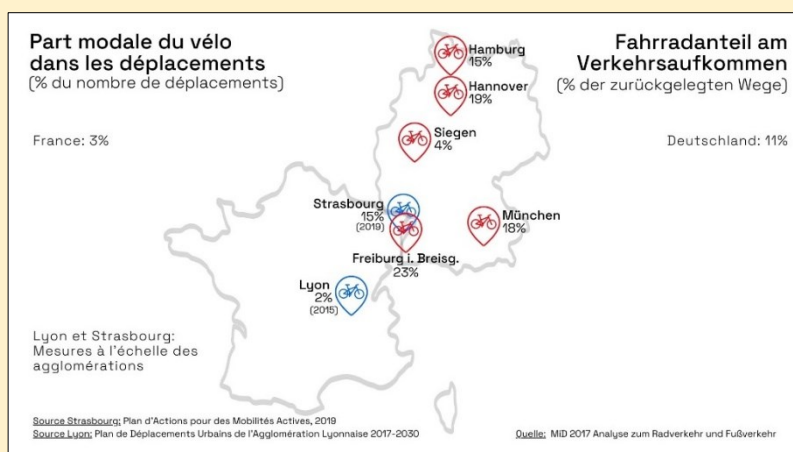 Part modale du vélo
dans les déplacements
(% du nombre de déplacements)
France: 3%
Fahrradanteil am
Verkehrsaufkommen
(% der zurückgelegten Wege)
Deutschland: 11%
Hamburg
15%
Hannover
19%
Siegen
4%
Strasbourg
15%
(2019)
München
18%
Freiburg i. Breisg.
23%
Lyon
2%
(2015)
Lyon et Strasbourg:
Mesures à l'échelle des
agglomérations
Source Strasbourg: Plan d'Actions pour des Mobilités Actives, 2019
Source Lyon: Plan de Déplacements Urbains de l'Agglomération Lyonnaise 2017-2030
Quelle: MiD 2017 Analyse zum Radverkehr und Fußverkehr